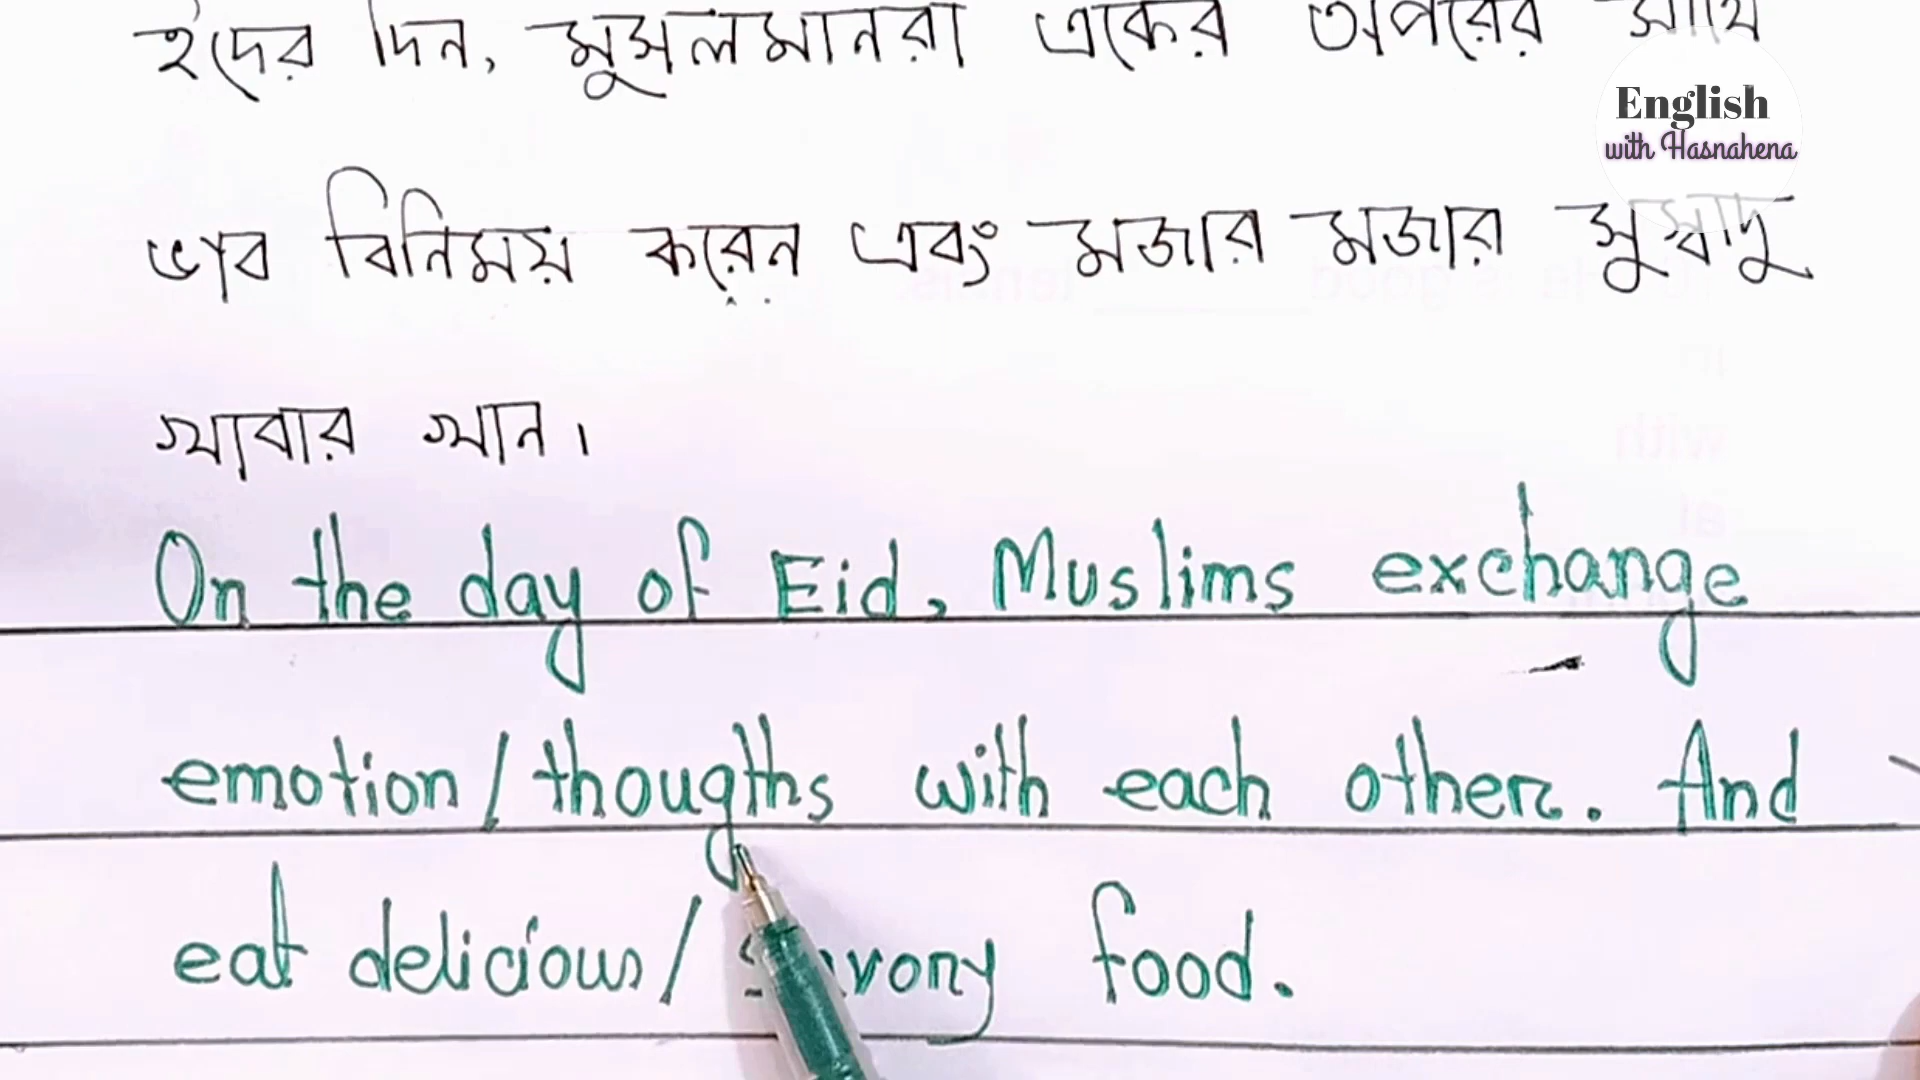 ঈদের দিন, মুসলমানরা একের অপরের সাথে
English
with Hasnahena
ভাব বিনিময় করেন এবং মজার মজার সুস্বাদু
খাবার খান।
On the day of Eid, Muslims exchange
emotion/thougths with each other. And
eat delicious/ food.